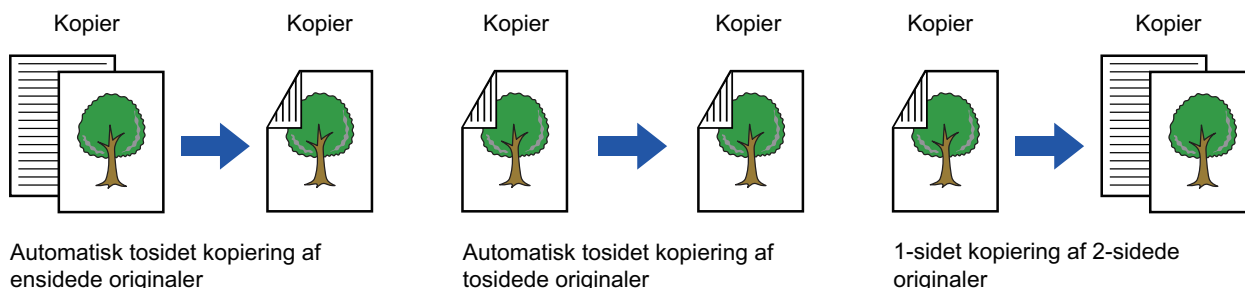 Kopier
Kopier
Kopier
Kopier
Kopier
Kopier
Automatisk tosidet kopiering af
ensidede originaler
Automatisk tosidet kopiering af
tosidede originaler
1-sidet kopiering af 2-sidede
originaler